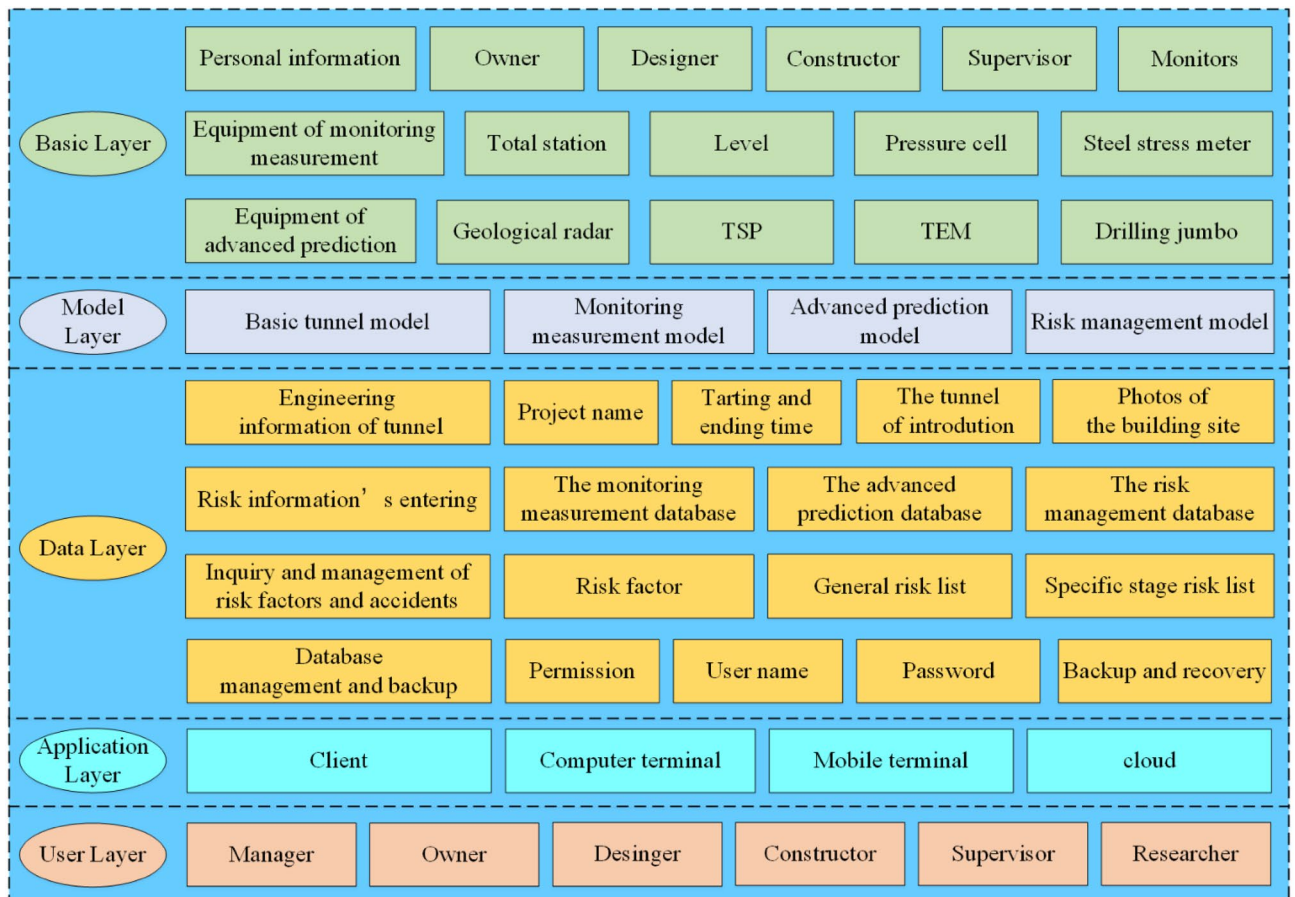 Personal information
Owner
Designer
Constructor
Supervisor
Monitors
Basic Layer
Equipment of monitoring
measurement
Total station
Level
Pressure cell
Steel stress meter
Equipment of
advanced prediction
Geological radar
TSP
TEM
Drilling jumbo
Model
Layer
Basic tunnel model
Monitoring
measurement model
Advanced prediction
model
Risk management model
Engineering
information of tunnel
Project name
Tarting and
ending time
The tunnel
of introdution
Photos of
the building site
Data Layer
Risk information’s entering
The monitoring
measurement database
The advanced
prediction database
The risk
management database
Inquiry and management of
risk factors and accidents
Risk factor
General risk list
Specific stage risk list
Database
management and backup
Permission
User name
Password
Backup and recovery
Application
Layer
Client
Computer terminal
Mobile terminal
cloud
User Layer
Manager
Owner
Desinger
Constructor
Supervisor
Researcher